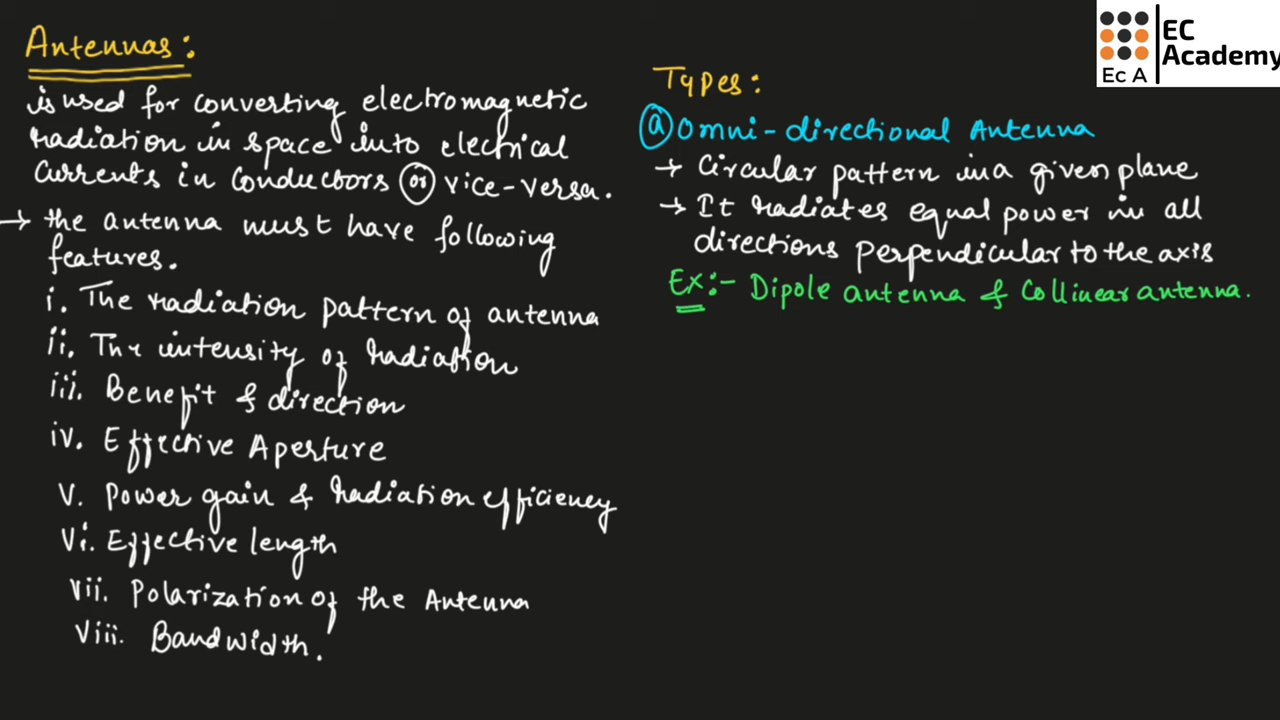 Antennas:
is used for converting electromagnetic
radiation in space into electrical
currents in conductors (or) vice-versa.
→ the antenna must have following
features.
i. The radiation pattern of antenna
ii. The intensity of radiation
iii. Benefit & direction
iv. Effective Aperture
v. Power gain & radiation efficiency
vi. Effective length
vii. Polarization of the Antenna
viii. Bandwidth.
Types:
(a) Omni-directional Antenna
→ Circular pattern in a given plane
→ It radiates equal power in all
directions perpendicular to the axis
Ex:- Dipole antenna & Collinear antenna.
EC
Academy
Ec A